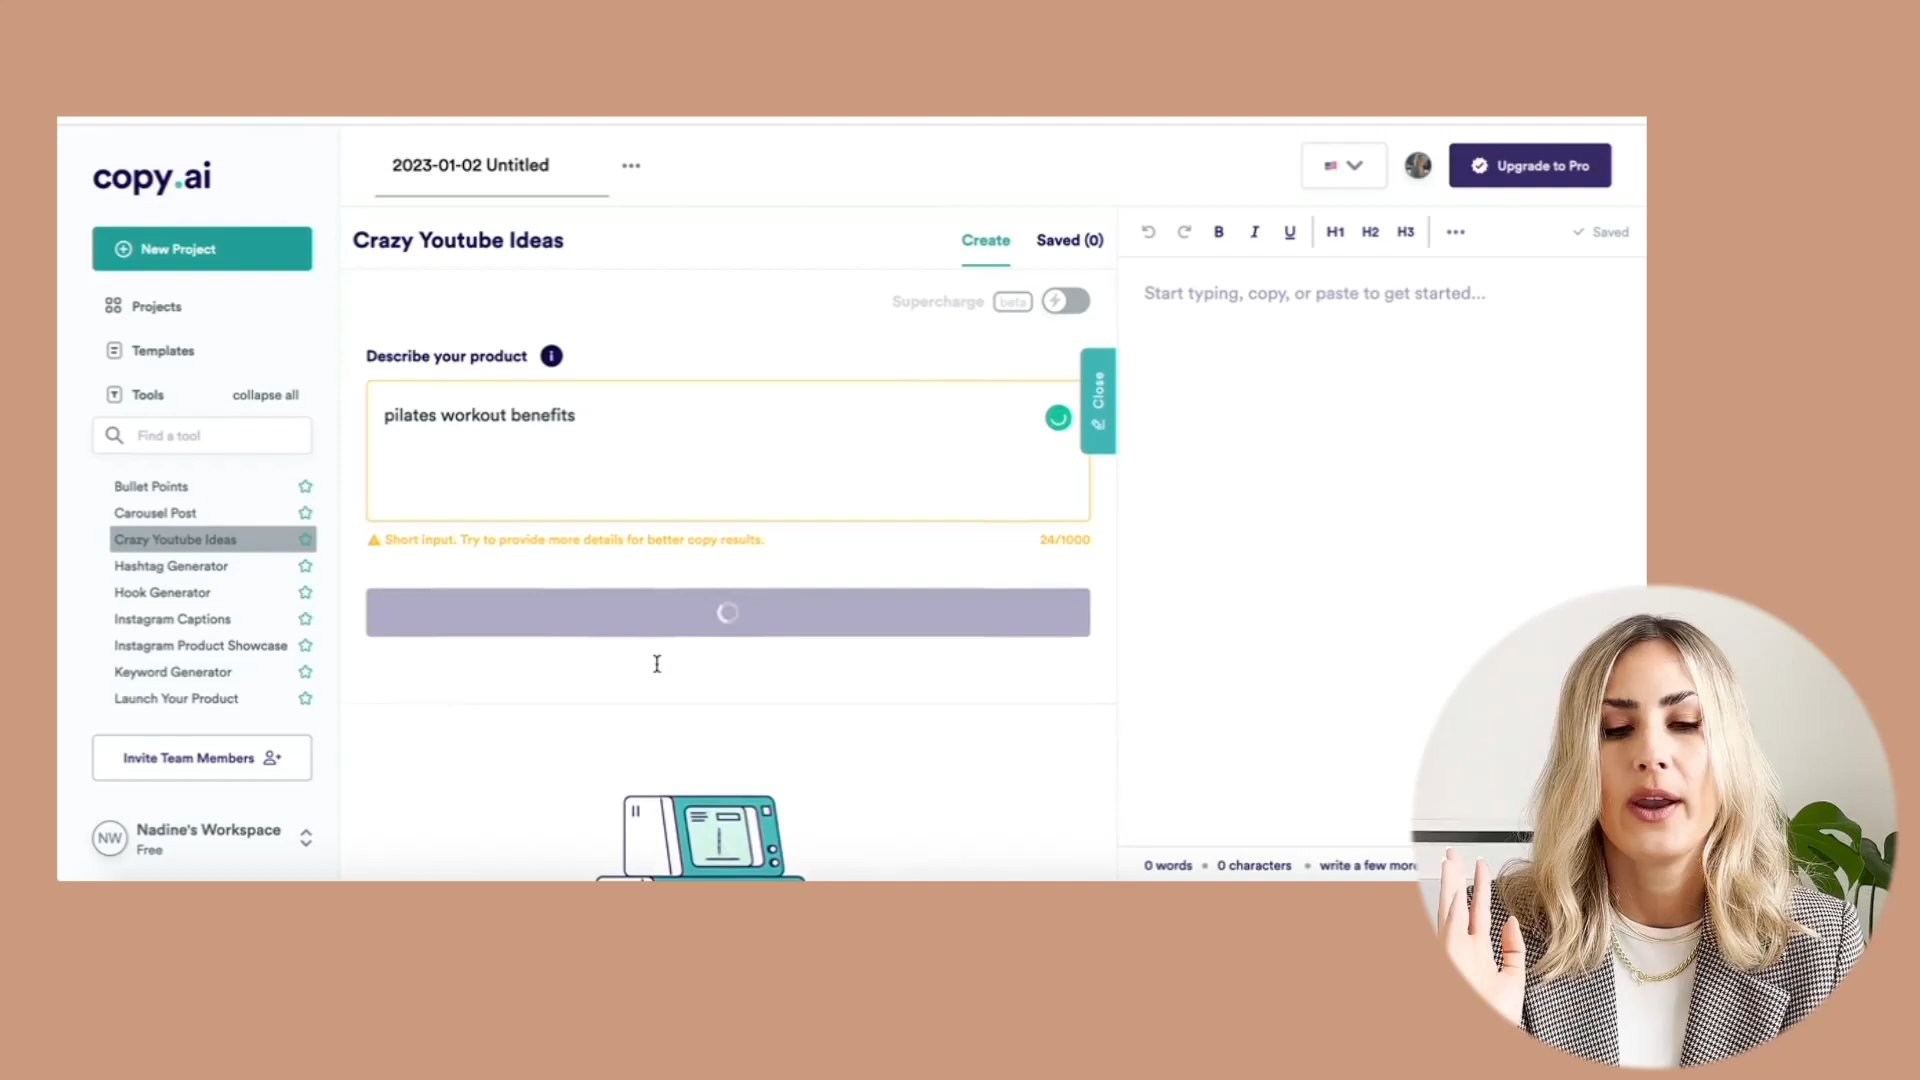 copy.ai
New Project
Projects
Templates
Tools collapse all
Find a tool
Bullet Points
Carousel Post
Crazy Youtube Ideas
Hashtag Generator
Hook Generator
Instagram Captions
Instagram Product Showcase
Keyword Generator
Launch Your Product
Invite Team Members
NW
Nadine's Workspace
Free
2023-01-02 Untitled
Upgrade to Pro
Crazy Youtube Ideas
Create
Saved (0)
Supercharge beta
Describe your product
pilates workout benefits
Close
Short input. Try to provide more details for better copy results. 24/1000
B I U H1 H2 H3
Saved
Start typing, copy, or paste to get started...
0 words • 0 characters • write a few more